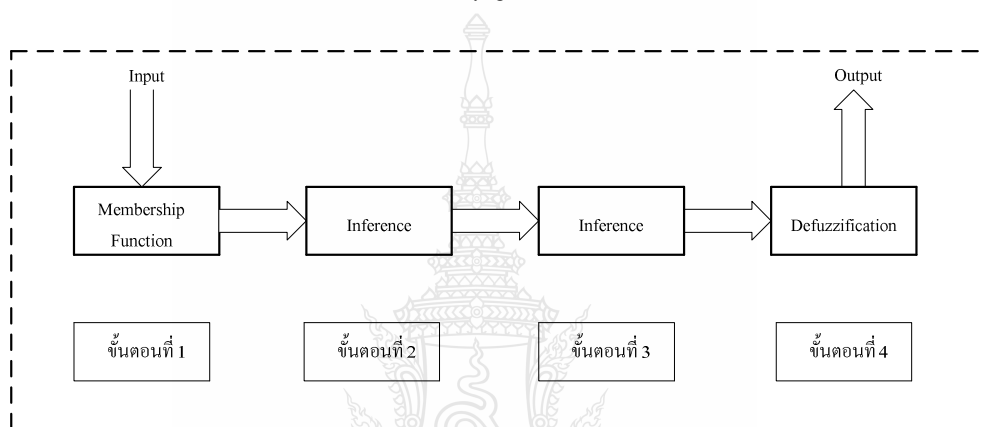 Input
Output
Membership
Function
Inference
Inference
Defuzzification
ขั้นตอนที่ 1
ขั้นตอนที่ 2
ขั้นตอนที่ 3
ขั้นตอนที่ 4